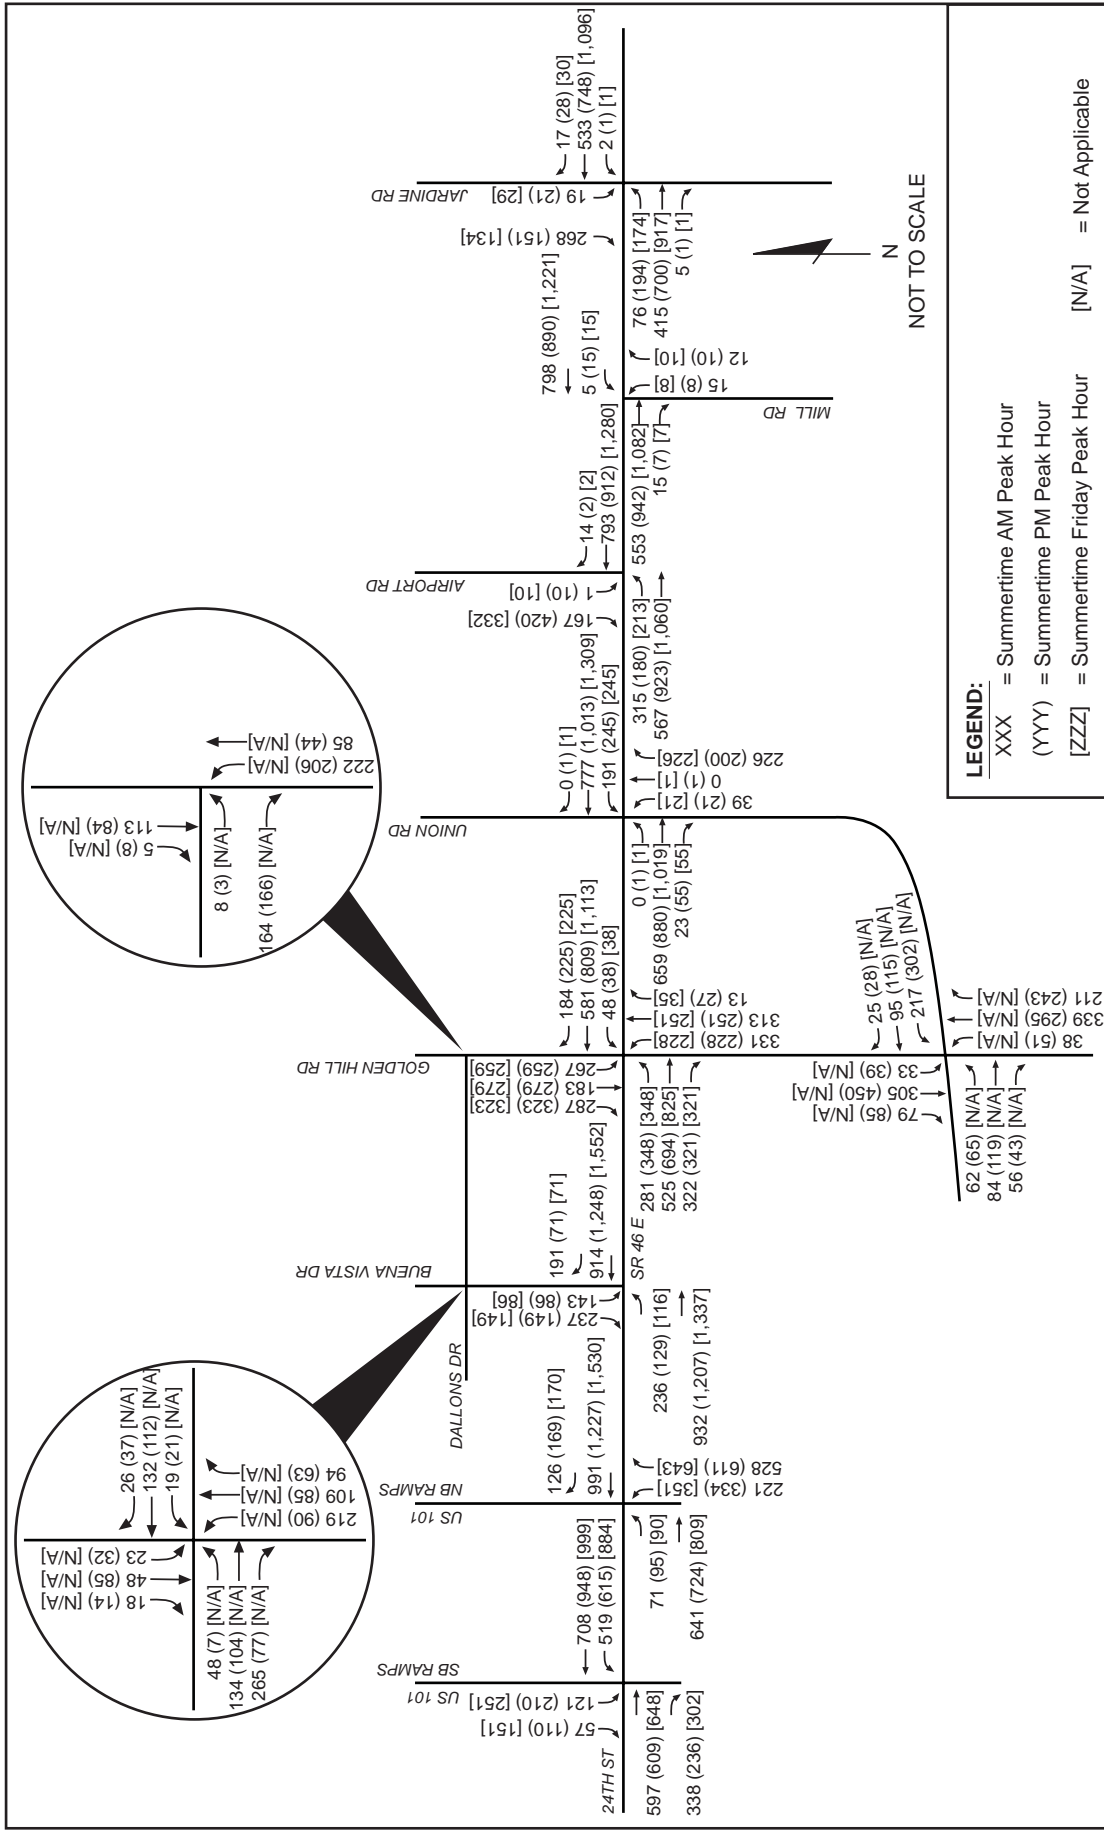 26 (37) [N/A]
132 (112) [N/A]
19 (21) [N/A]
23 (32) [N/A]
48 (85) [N/A]
18 (14) [N/A]
94 (63) [N/A]
109 (85) [N/A]
219 (90) [N/A]
48 (7) [N/A]
134 (104) [N/A]
265 (77) [N/A]
113 (84) [N/A]
5 (8) [N/A]
85 (44) [N/A]
222 (206) [N/A]
8 (3) [N/A]
164 (166) [N/A]
24TH ST
US 101
SB RAMPS
57 (110) [151]
121 (210) [251]
708 (948) [999]
519 (615) [884]
597 (609) [648]
338 (236) [302]
US 101
NB RAMPS
126 (169) [170]
991 (1,227) [1,530]
71 (95) [90]
641 (724) [809]
221 (334) [351]
528 (611) [643]
DALLONS DR
BUENA VISTA DR
237 (149) [149]
143 (86) [86]
191 (71) [71]
914 (1,248) [1,552]
236 (129) [116]
932 (1,207) [1,337]
SR 46 E
GOLDEN HILL RD
287 (323) [323]
183 (279) [279]
267 (259) [259]
184 (225) [225]
581 (809) [1,113]
48 (38) [38]
281 (348) [348]
525 (694) [825]
322 (321) [321]
331 (228) [228]
313 (251) [251]
13 (27) [35]
UNION RD
0 (1) [1]
777 (1,013) [1,309]
191 (245) [245]
0 (1) [1]
659 (880) [1,019]
23 (55) [55]
39 (21) [21]
0 (1) [1]
226 (200) [226]
25 (28) [N/A]
95 (115) [N/A]
217 (302) [N/A]
79 (85) [N/A]
305 (450) [N/A]
33 (39) [N/A]
62 (65) [N/A]
84 (119) [N/A]
56 (43) [N/A]
38 (51) [N/A]
339 (295) [N/A]
211 (243) [N/A]
AIRPORT RD
167 (420) [332]
1 (10) [10]
14 (2) [2]
793 (912) [1,280]
315 (180) [213]
567 (923) [1,060]
MILL RD
798 (890) [1,221]
5 (15) [15]
553 (942) [1,082]
15 (7) [7]
15 (8) [8]
12 (10) [10]
JARDINE RD
268 (151) [134]
19 (21) [29]
17 (28) [30]
533 (748) [1,096]
2 (1) [1]
76 (194) [174]
415 (700) [917]
5 (1) [1]
N
NOT TO SCALE
LEGEND:
XXX = Summertime AM Peak Hour
(YYY) = Summertime PM Peak Hour
[ZZZ] = Summertime Friday Peak Hour
[N/A] = Not Applicable